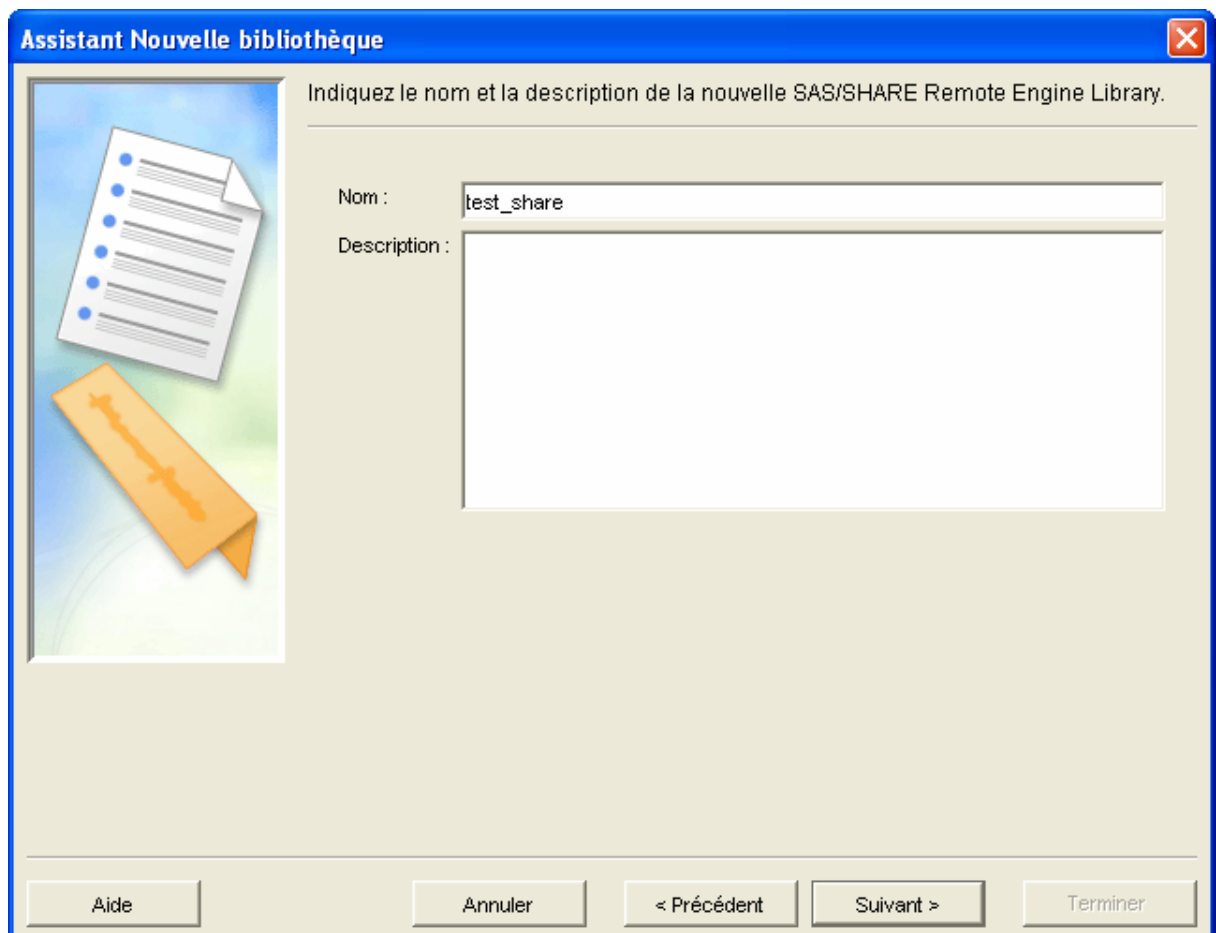 Assistant Nouvelle bibliothèque
Indiquez le nom et la description de la nouvelle SAS/SHARE Remote Engine Library.
Nom :
test_share
Description :
Aide
Annuler
< Précédent
Suivant >
Terminer